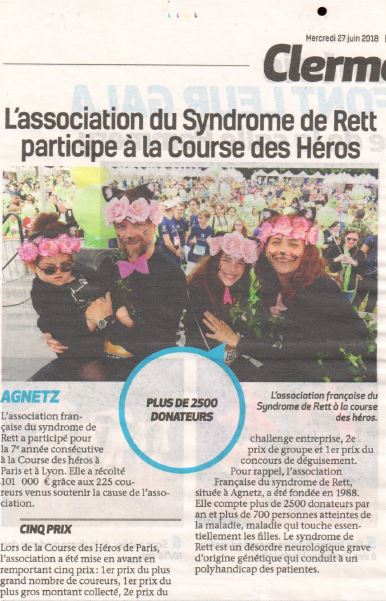 Mercredi 27 juin 2018
Clerm
L'association du Syndrome de Rett
participe à la Course des Héros
PLUS DE 2500
DONATEURS
L'association française du
Syndrome de Rett à la course
des héros.
AGNETZ
L'association fran-
çaise du syndrome de
Rett a participé pour
la 7e année consécutive
à la Course des héros à
Paris et à Lyon. Elle a récolté
101 000 € grâce aux 225 cou-
reurs venus soutenir la cause de l'asso-
ciation.
CINQ PRIX
Lors de la Course des Héros de Paris,
l'association a été mise en avant en
remportant cinq prix : 1er prix du plus
grand nombre de coureurs, 1er prix du
plus gros montant collecté, 2e prix du
challenge entreprise, 2e
prix de groupe et 1er prix du
concours de déguisement.
Pour rappel, l'association
Française du syndrome de Rett,
située à Agnetz, a été fondée en 1988.
Elle compte plus de 2500 donateurs par
an et plus de 700 personnes atteintes de
la maladie, maladie qui touche essen-
tiellement les filles. Le syndrome de
Rett est un désordre neurologique grave
d'origine génétique qui conduit à un
polyhandicap des patientes.